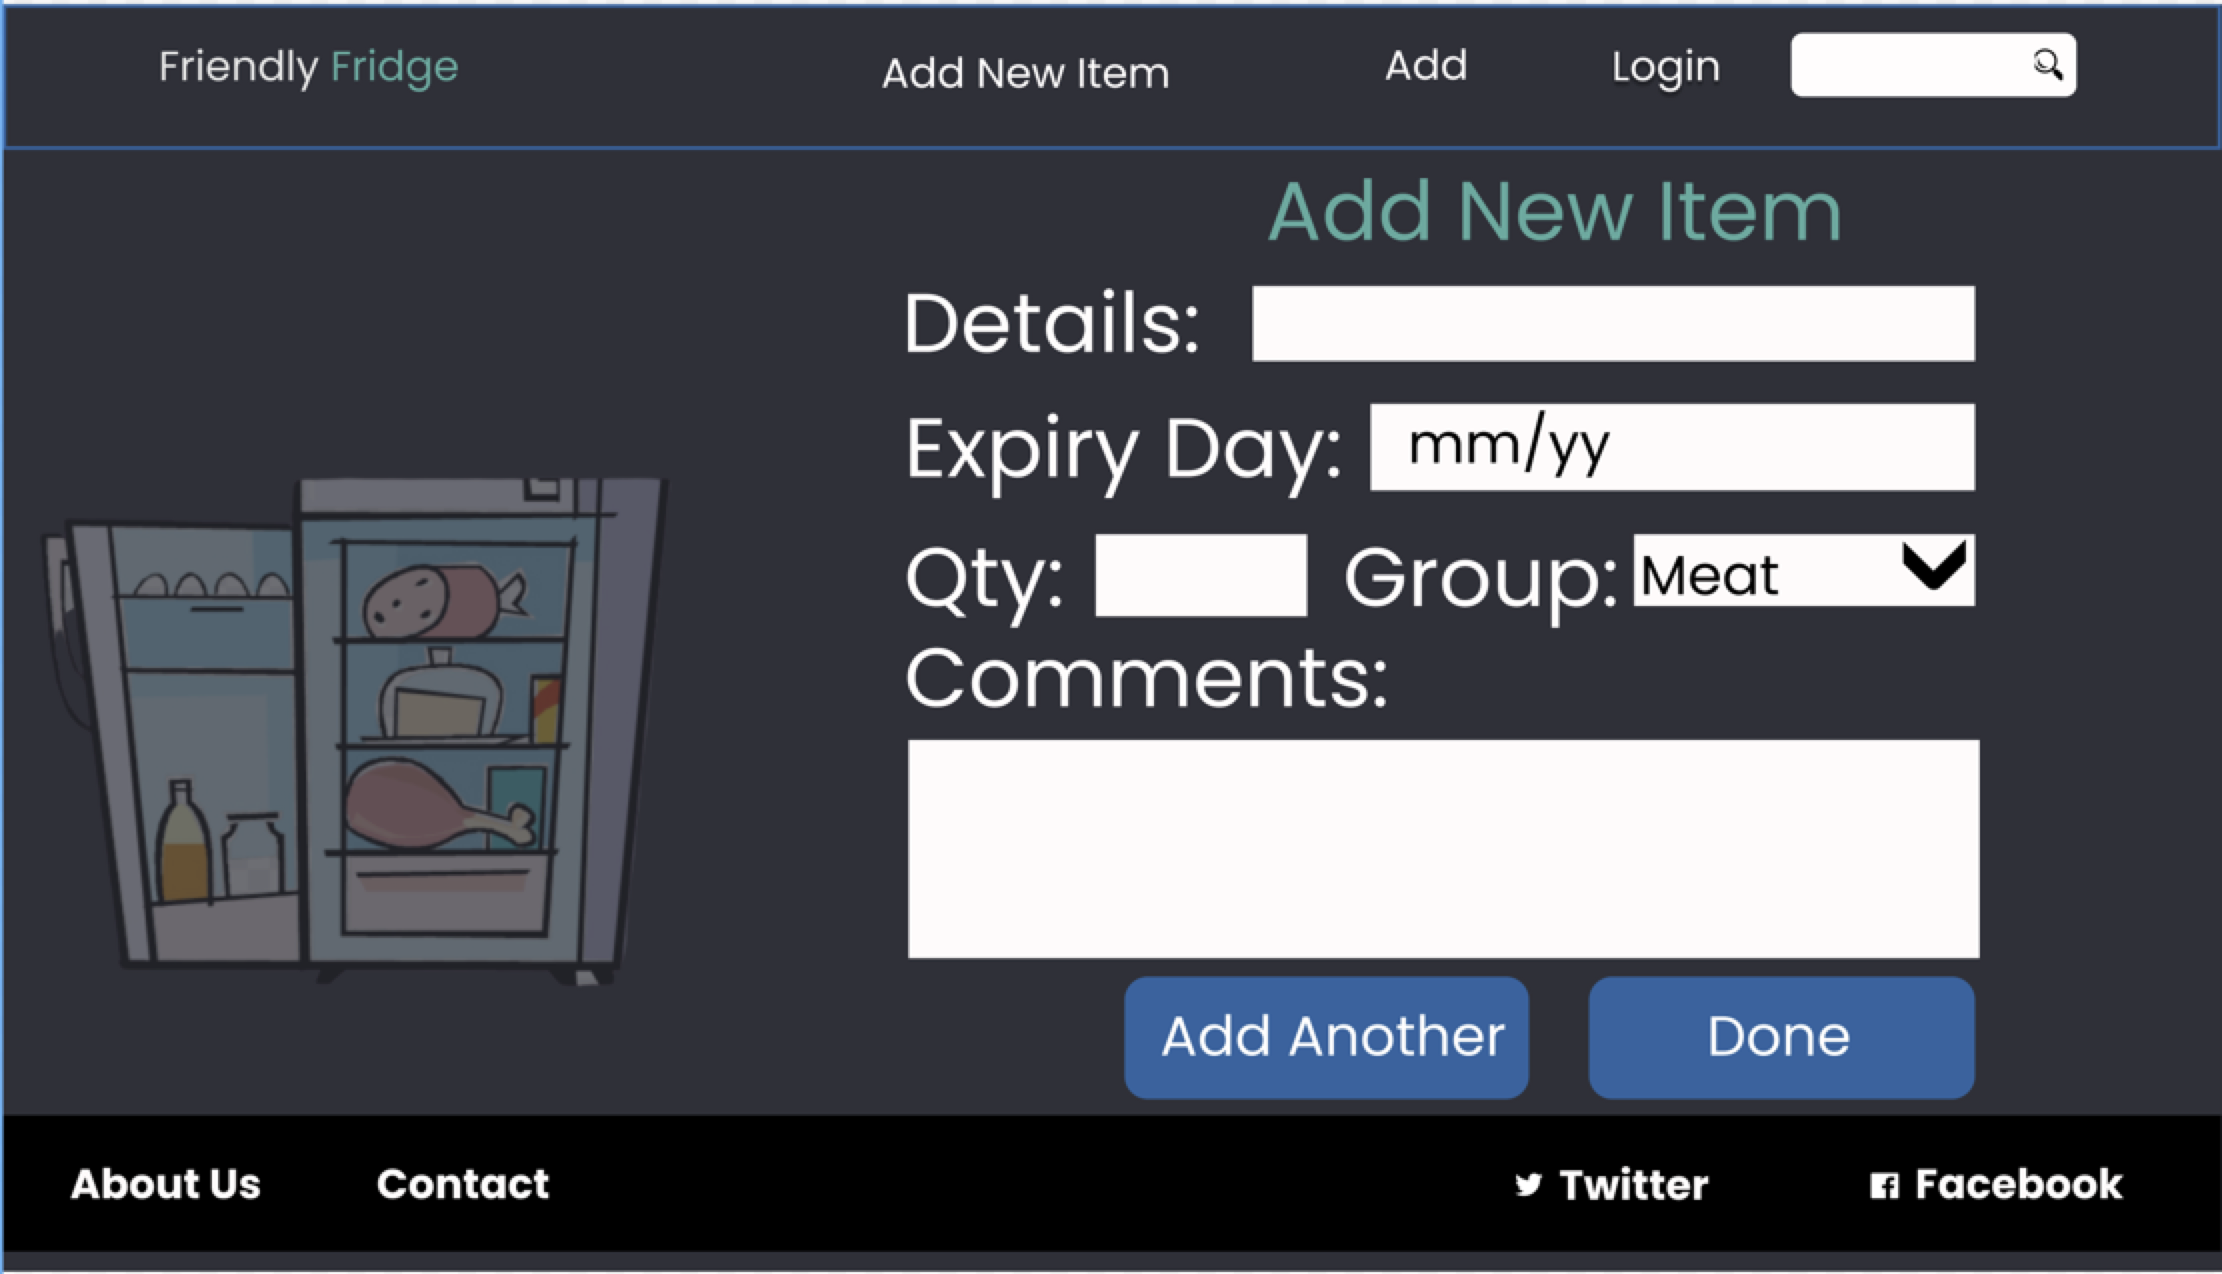 Friendly Fridge
Add New Item
Add
Login
Add New Item
Details:
Expiry Day: mm/yy
Qty: Group: Meat
Comments:
Add Another
Done
About Us
Contact
Twitter
Facebook